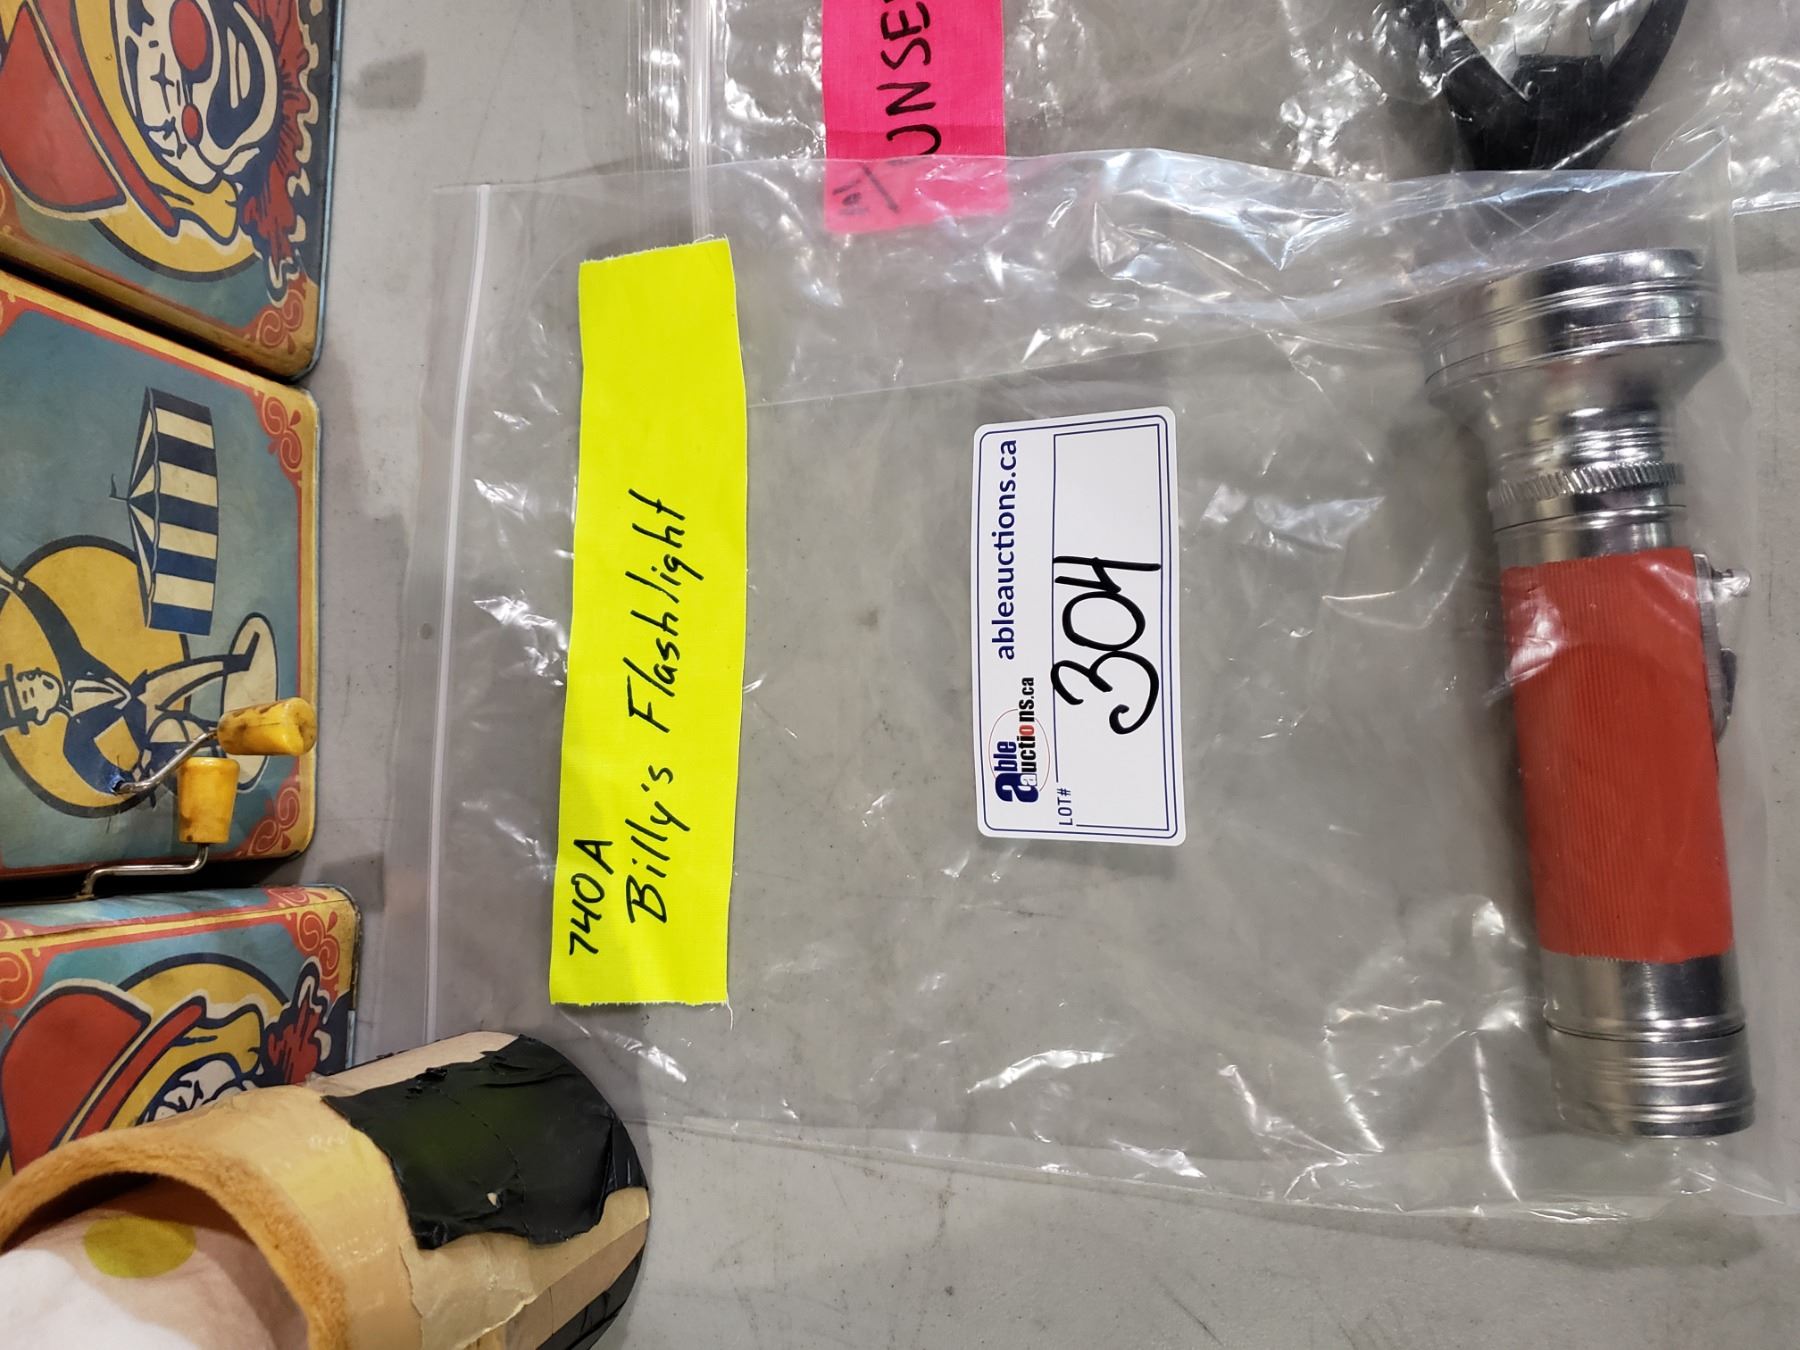 UNSE
740A
Billy's Flashlight
able auctions.ca
ableauctions.ca
LOT#
304